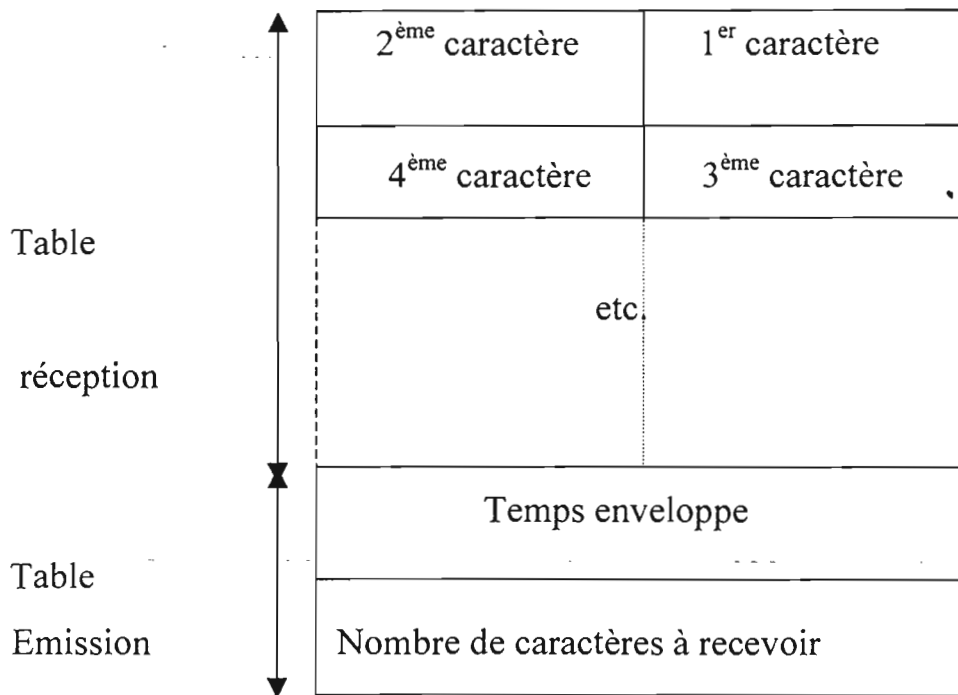 2ème caractère 1er caractère
4ème caractère 3ème caractère
Table
etc.
réception
Temps enveloppe
Table
Emission Nombre de caractères à recevoir